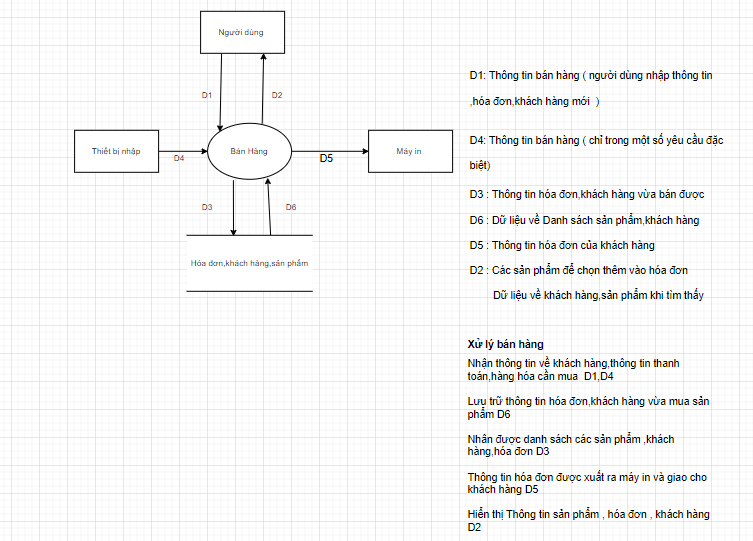 Người dùng
D1
D2
Thiết bị nhập
D4
Bán Hàng
D5
Máy in
D3
D6
Hóa đơn,khách hàng,sản phẩm
D1: Thông tin bán hàng ( người dùng nhập thông tin
,hóa đơn,khách hàng mới )
D4: Thông tin bán hàng ( chỉ trong một số yêu cầu đặc
biệt)
D3 : Thông tin hóa đơn,khách hàng vừa bán được
D6 : Dữ liệu về Danh sách sản phẩm,khách hàng
D5 : Thông tin hóa đơn của khách hàng
D2 : Các sản phẩm để chọn thêm vào hóa đơn
Dữ liệu về khách hàng,sản phẩm khi tìm thấy
Xử lý bán hàng
Nhận thông tin về khách hàng,thông tin thanh
toán,hàng hóa cần mua D1,D4
Lưu trữ thông tin hóa đơn,khách hàng vừa mua sản
phẩm D6
Nhân được danh sách các sản phẩm ,khách
hàng,hóa đơn D3
Thông tin hóa đơn được xuất ra máy in và giao cho
khách hàng D5
Hiển thị Thông tin sản phẩm , hóa đơn , khách hàng
D2